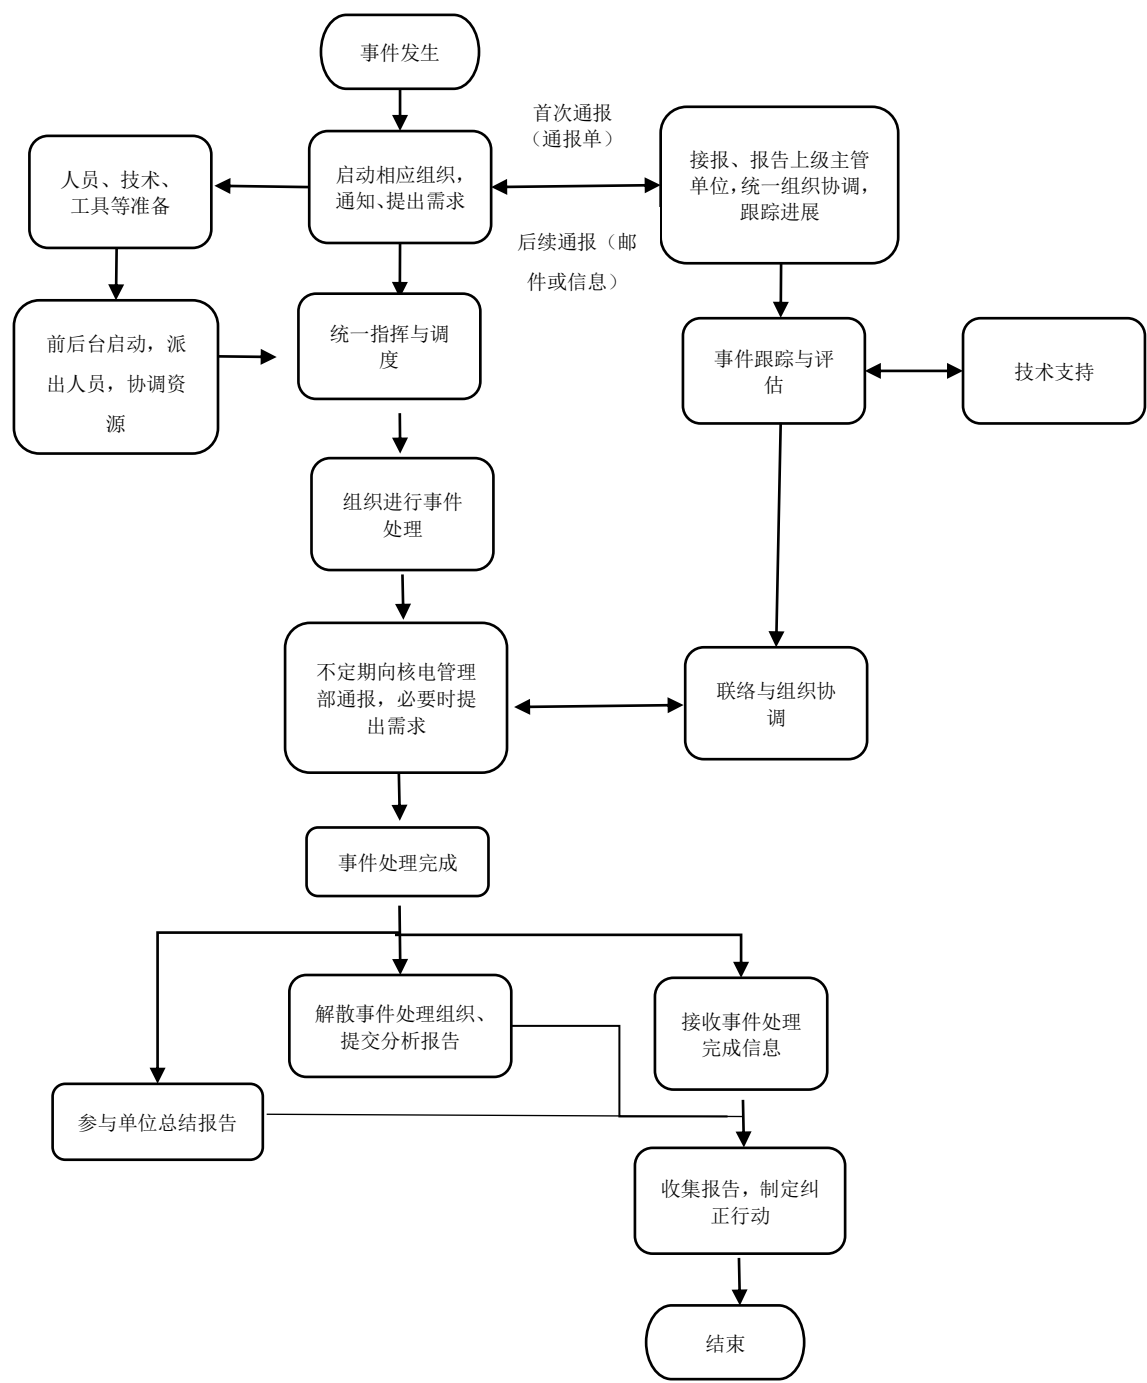 事件发生
首次通报
（通报单）
人员、技术、
工具等准备
启动相应组织，
通知、提出需求
接报、报告上级主管
单位，统一组织协调，
跟踪进展
后续通报（邮
件或信息）
前后台启动，派
出人员，协调资
源
统一指挥与调
度
事件跟踪与评
估
技术支持
组织进行事件
处理
不定期向核电管理
部通报，必要时提
出需求
联络与组织协
调
事件处理完成
解散事件处理组织、
提交分析报告
接收事件处理
完成信息
参与单位总结报告
收集报告，制定纠
正行动
结束